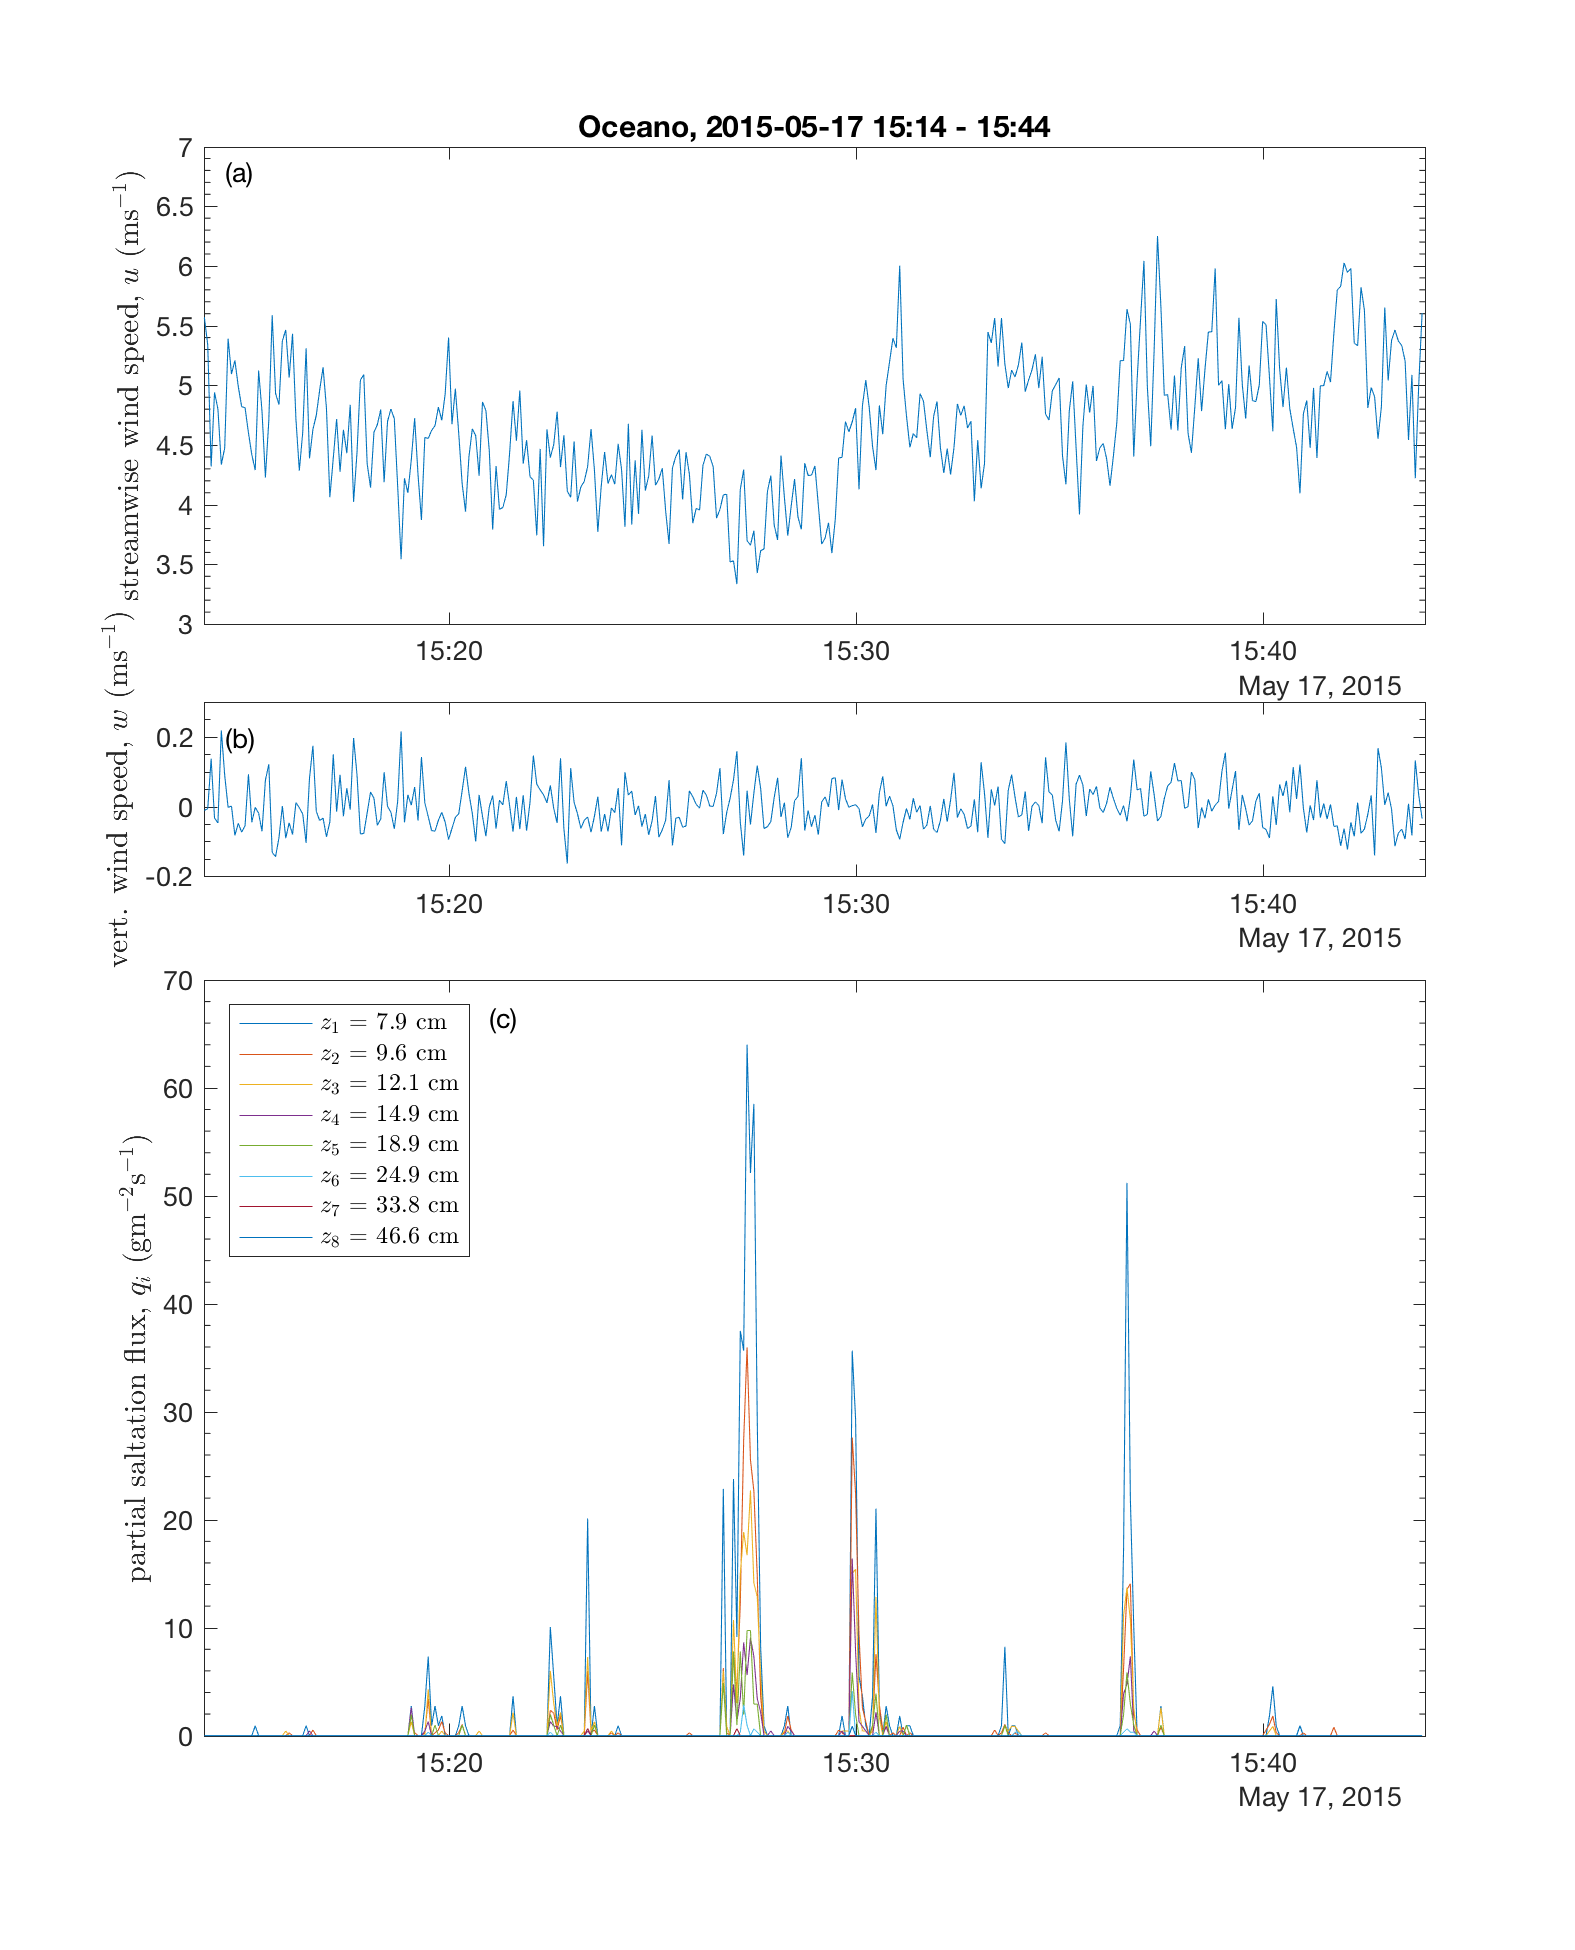 Oceano, 2015-05-17 15:14 - 15:44
(a)
streamwise wind speed, u (ms⁻¹)
7
6.5
6
5.5
5
4.5
4
3.5
3
15:20 15:30 15:40
May 17, 2015
(b)
vert. wind speed, w (ms⁻¹)
0.2
0
-0.2
15:20 15:30 15:40
May 17, 2015
(c)
partial saltation flux, qᵢ (gm⁻²s⁻¹)
70
60
50
40
30
20
10
0
z₁ = 7.9 cm
z₂ = 9.6 cm
z₃ = 12.1 cm
z₄ = 14.9 cm
z₅ = 18.9 cm
z₆ = 24.9 cm
z₇ = 33.8 cm
z₈ = 46.6 cm
15:20 15:30 15:40
May 17, 2015